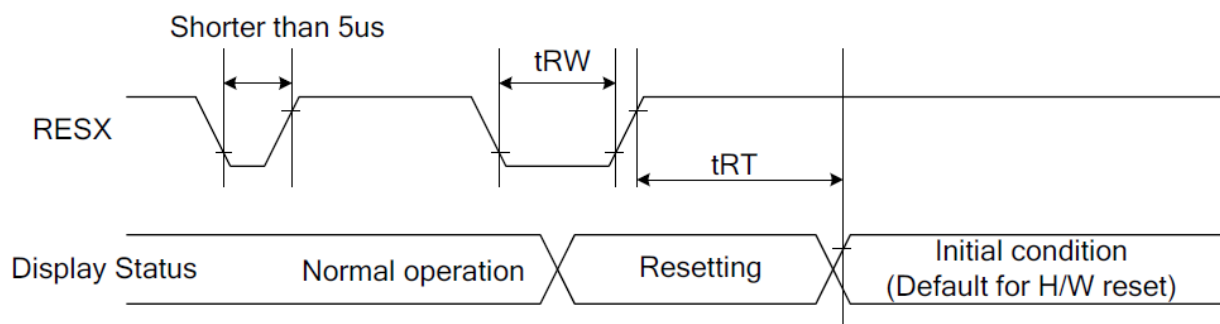 Shorter than 5us
tRW
RESX
tRT
Display Status
Normal operation
Resetting
Initial condition
(Default for H/W reset)